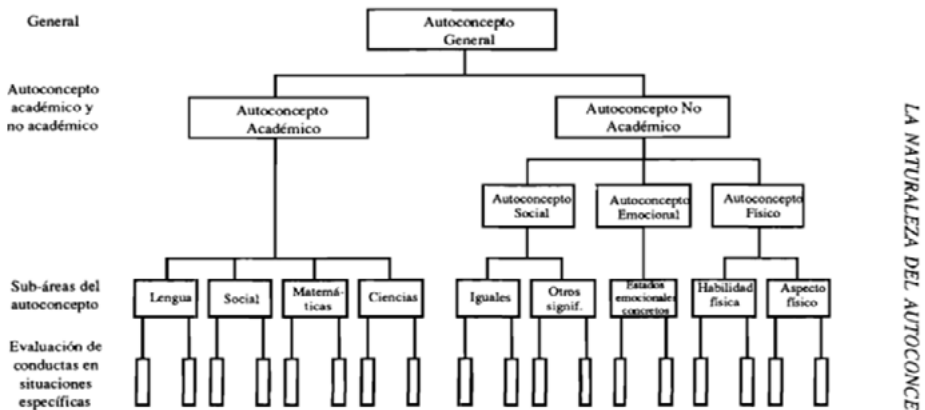 General
Autoconcepto
General
Autoconcepto
académico y
no académico
Autoconcepto
Académico
Autoconcepto No
Académico
Autoconcepto
Social
Autoconcepto
Emocional
Autoconcepto
Físico
Sub-áreas del
autoconcepto
Lengua
Social
Matemá-
ticas
Ciencias
Iguales
Otros
signif.
Estados
emocionales
concretos
Habilidad
física
Aspecto
físico
Evaluación de
conductas en
situaciones
específicas
LA NATURALEZA DEL AUTOCONCE